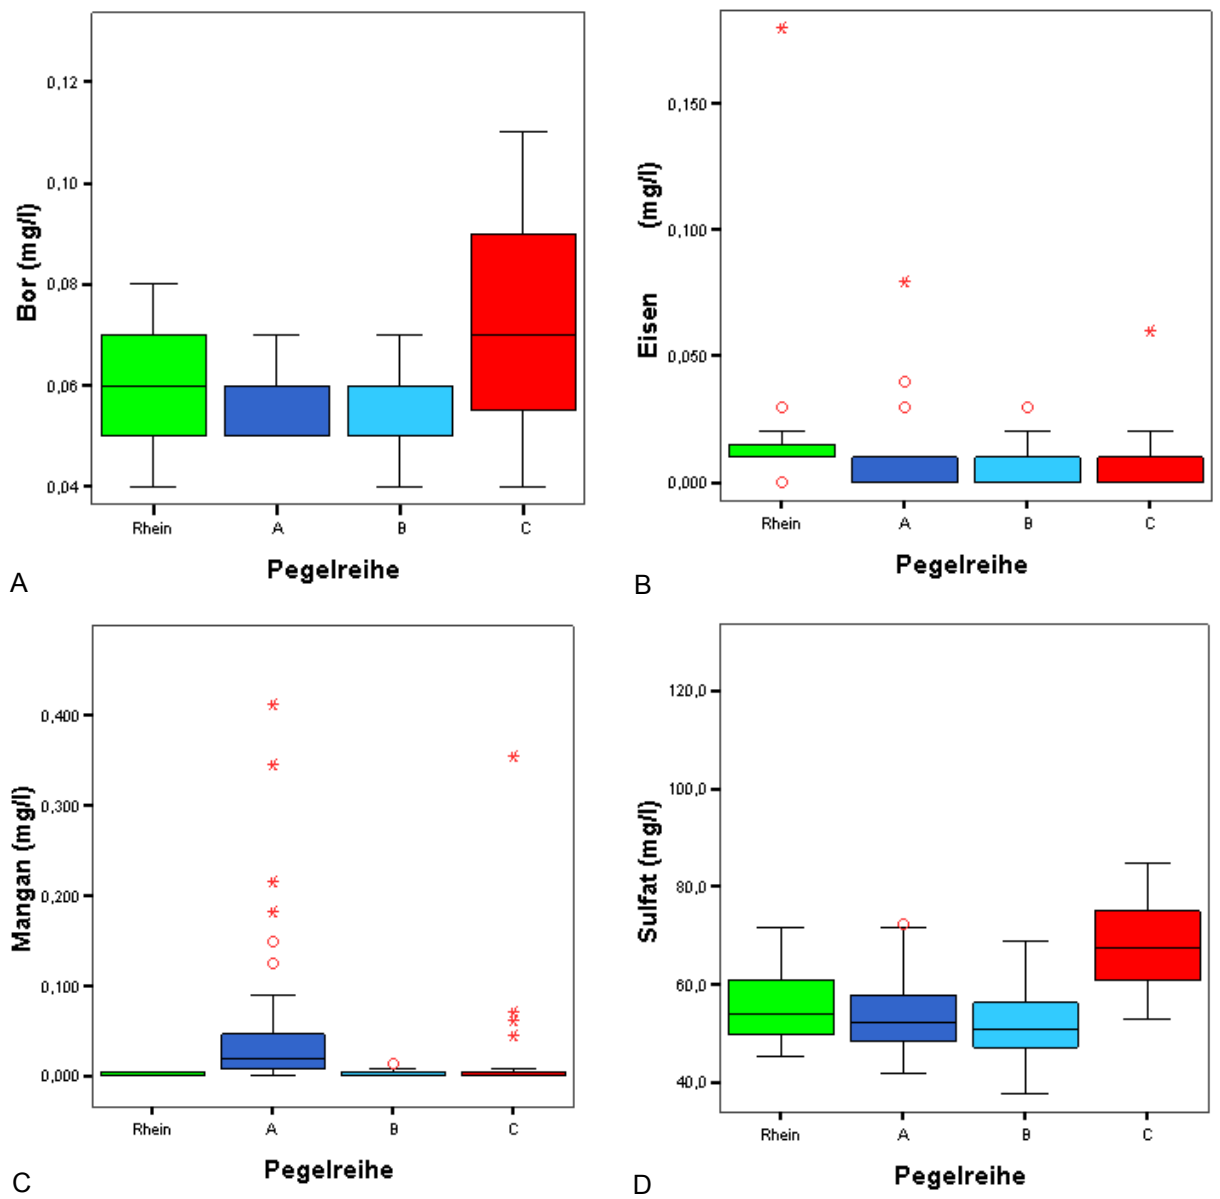 Bor (mg/l)
0,12
0,10
0,08
0,06
0,04
Rhein A B C
Pegelreihe
A
Eisen (mg/l)
0,150
0,100
0,050
0,000
Rhein A B C
Pegelreihe
B
Mangan (mg/l)
0,400
0,300
0,200
0,100
0,000
Rhein A B C
Pegelreihe
C
Sulfat (mg/l)
120,0
100,0
80,0
60,0
40,0
Rhein A B C
Pegelreihe
D